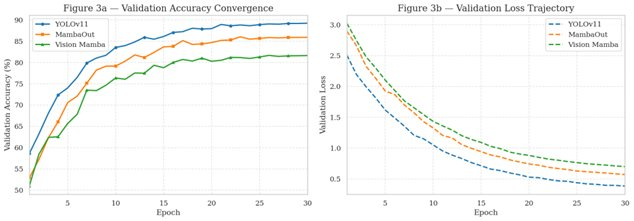 Figure 3a — Validation Accuracy Convergence
Validation Accuracy (%)
90
85
80
75
70
65
60
55
50
YOLOv11
MambaOut
Vision Mamba
5
10
15
20
25
30
Epoch
Figure 3b — Validation Loss Trajectory
Validation Loss
3.0
2.5
2.0
1.5
1.0
0.5
YOLOv11
MambaOut
Vision Mamba
5
10
15
20
25
30
Epoch